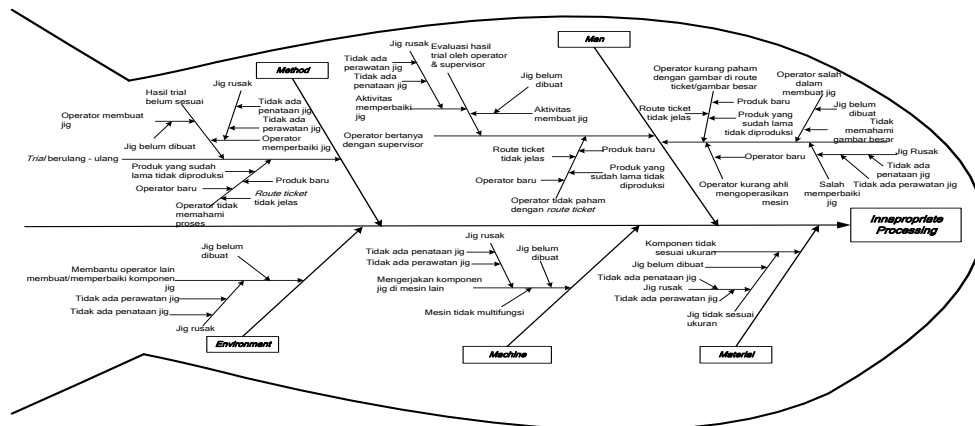 Man
Method
Jig rusak
Evaluasi hasil
trial oleh operator
& supervisor
Tidak ada
perawatan jig
Tidak ada
penataan jig
Jig belum
dibuat
Aktivitas
memperbaiki
jig
Aktivitas
membuat jig
Operator bertanya
dengan supervisor
Operator kurang paham
dengan gambar di route
ticket/gambar besar
Operator salah
dalam
membuat jig
Route ticket
tidak jelas
Produk baru
Produk yang
sudah lama
tidak diproduksi
Jig belum
dibuat
Tidak
memahami
gambar besar
Operator baru
Operator kurang ahli
mengoperasikan
mesin
Jig Rusak
Tidak ada
penataan jig
Tidak ada perawatan jig
Salah
memperbaiki
jig
Route ticket
tidak jelas
Produk baru
Produk yang
sudah lama tidak
diproduksi
Operator baru
Operator tidak paham
dengan route ticket
Hasil trial
belum sesuai
Jig rusak
Operator membuat
jig
Tidak ada
penataan jig
Tidak ada
perawatan jig
Operator
memperbaiki jig
Jig belum dibuat
Trial berulang - ulang
Produk yang sudah
lama tidak diproduksi
Produk baru
Operator baru
Route ticket
tidak jelas
Operator tidak
memahami
proses
Innapropriate
Processing
Jig belum
dibuat
Membantu operator lain
membuat/memperbaiki komponen
jig
Tidak ada perawatan jig
Tidak ada penataan jig
Jig rusak
Environment
Jig rusak
Tidak ada penataan jig
Tidak ada perawatan jig
Jig belum
dibuat
Mengerjakan komponen
jig di mesin lain
Mesin tidak multifungsi
Machine
Komponen tidak
sesuai ukuran
Jig belum dibuat
Tidak ada penataan jig
Jig rusak
Tidak ada perawatan jig
Jig tidak sesuai
ukuran
Material